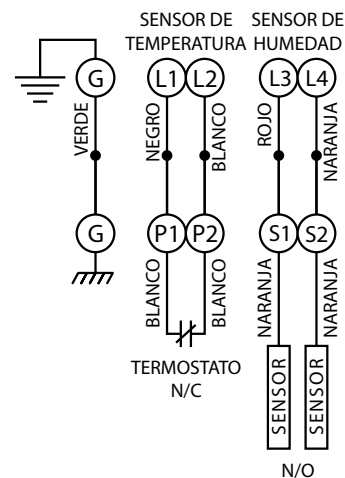 SENSOR DE TEMPERATURA
SENSOR DE HUMEDAD
G
L1
L2
L3
L4
VERDE
NEGRO
BLANCO
ROJO
NARANJA
G
P1
P2
S1
S2
BLANCO
BLANCO
NARANJA
NARANJA
TERMOSTATO
N/C
SENSOR
SENSOR
N/O